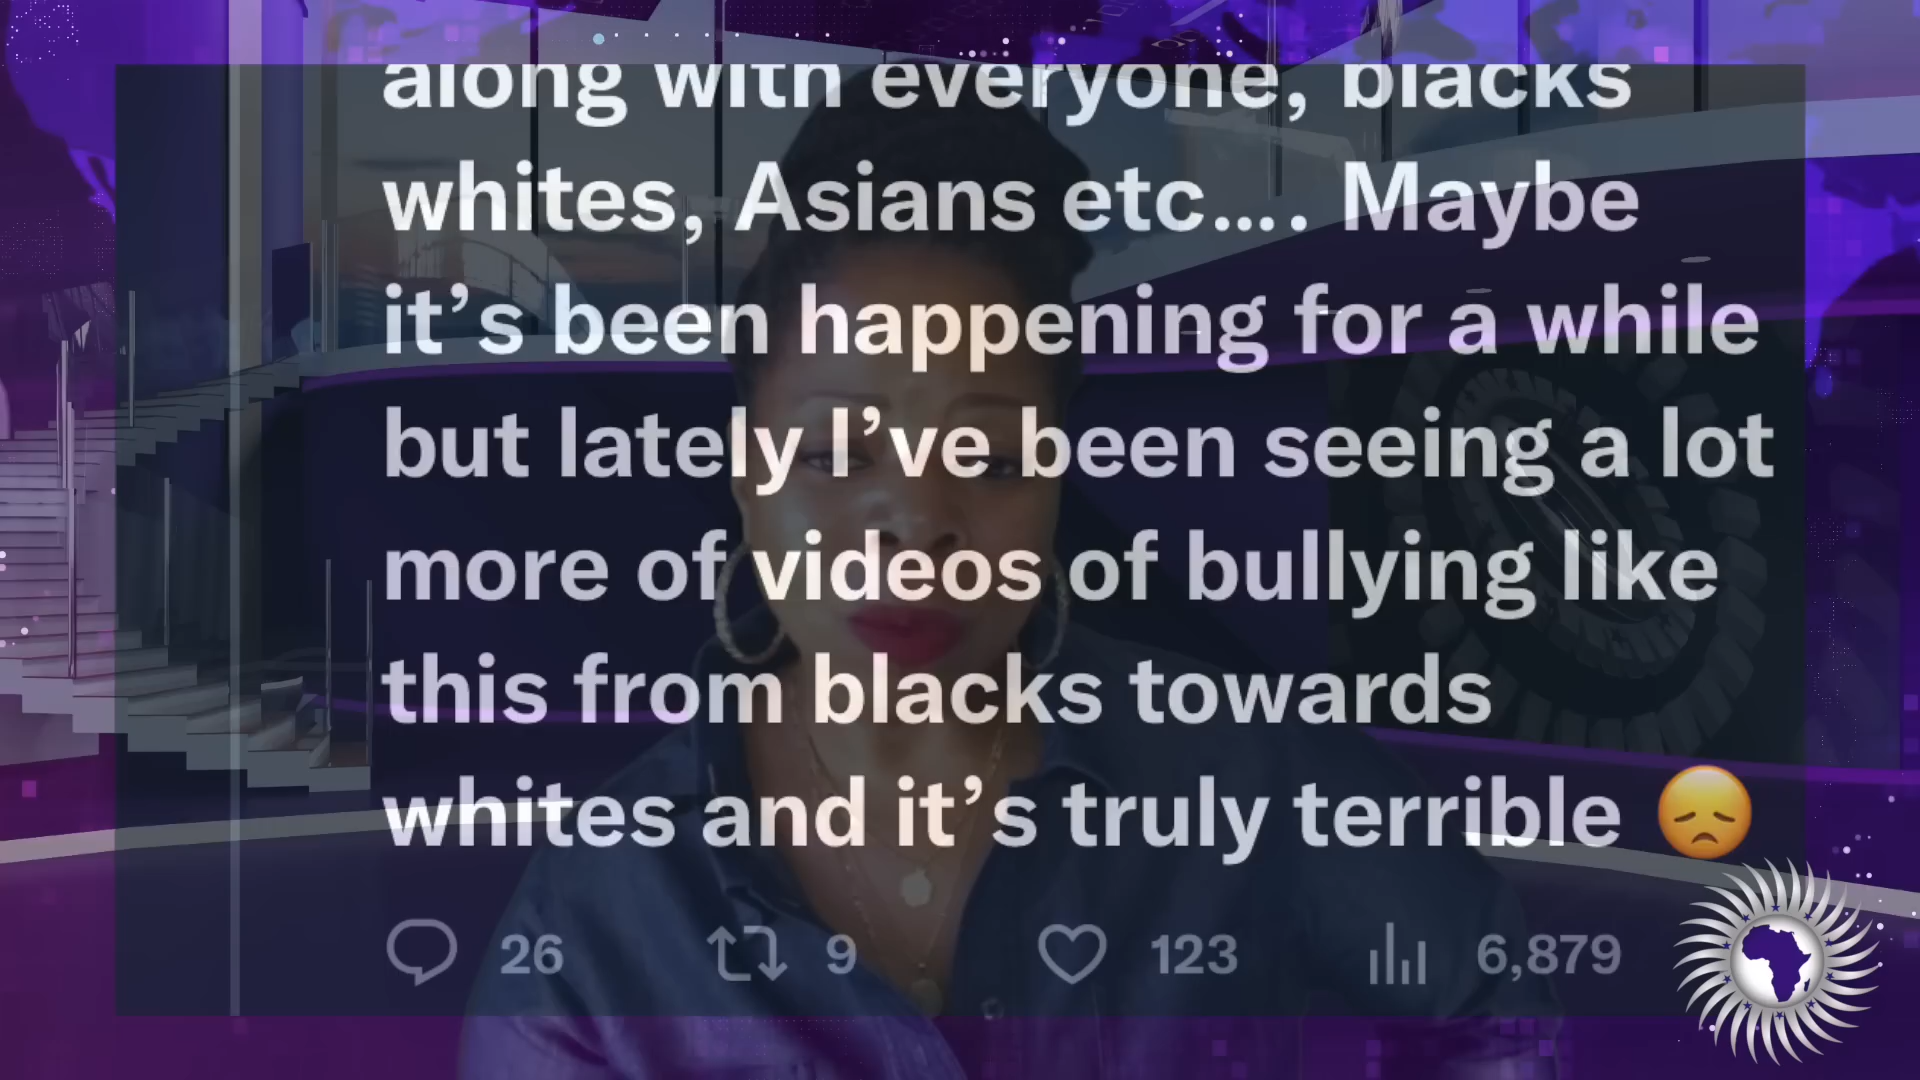 along with everyone, blacks
whites, Asians etc.... Maybe
it’s been happening for a while
but lately I’ve been seeing a lot
more of videos of bullying like
this from blacks towards
whites and it’s truly terrible 😞
26 9 123 6,879